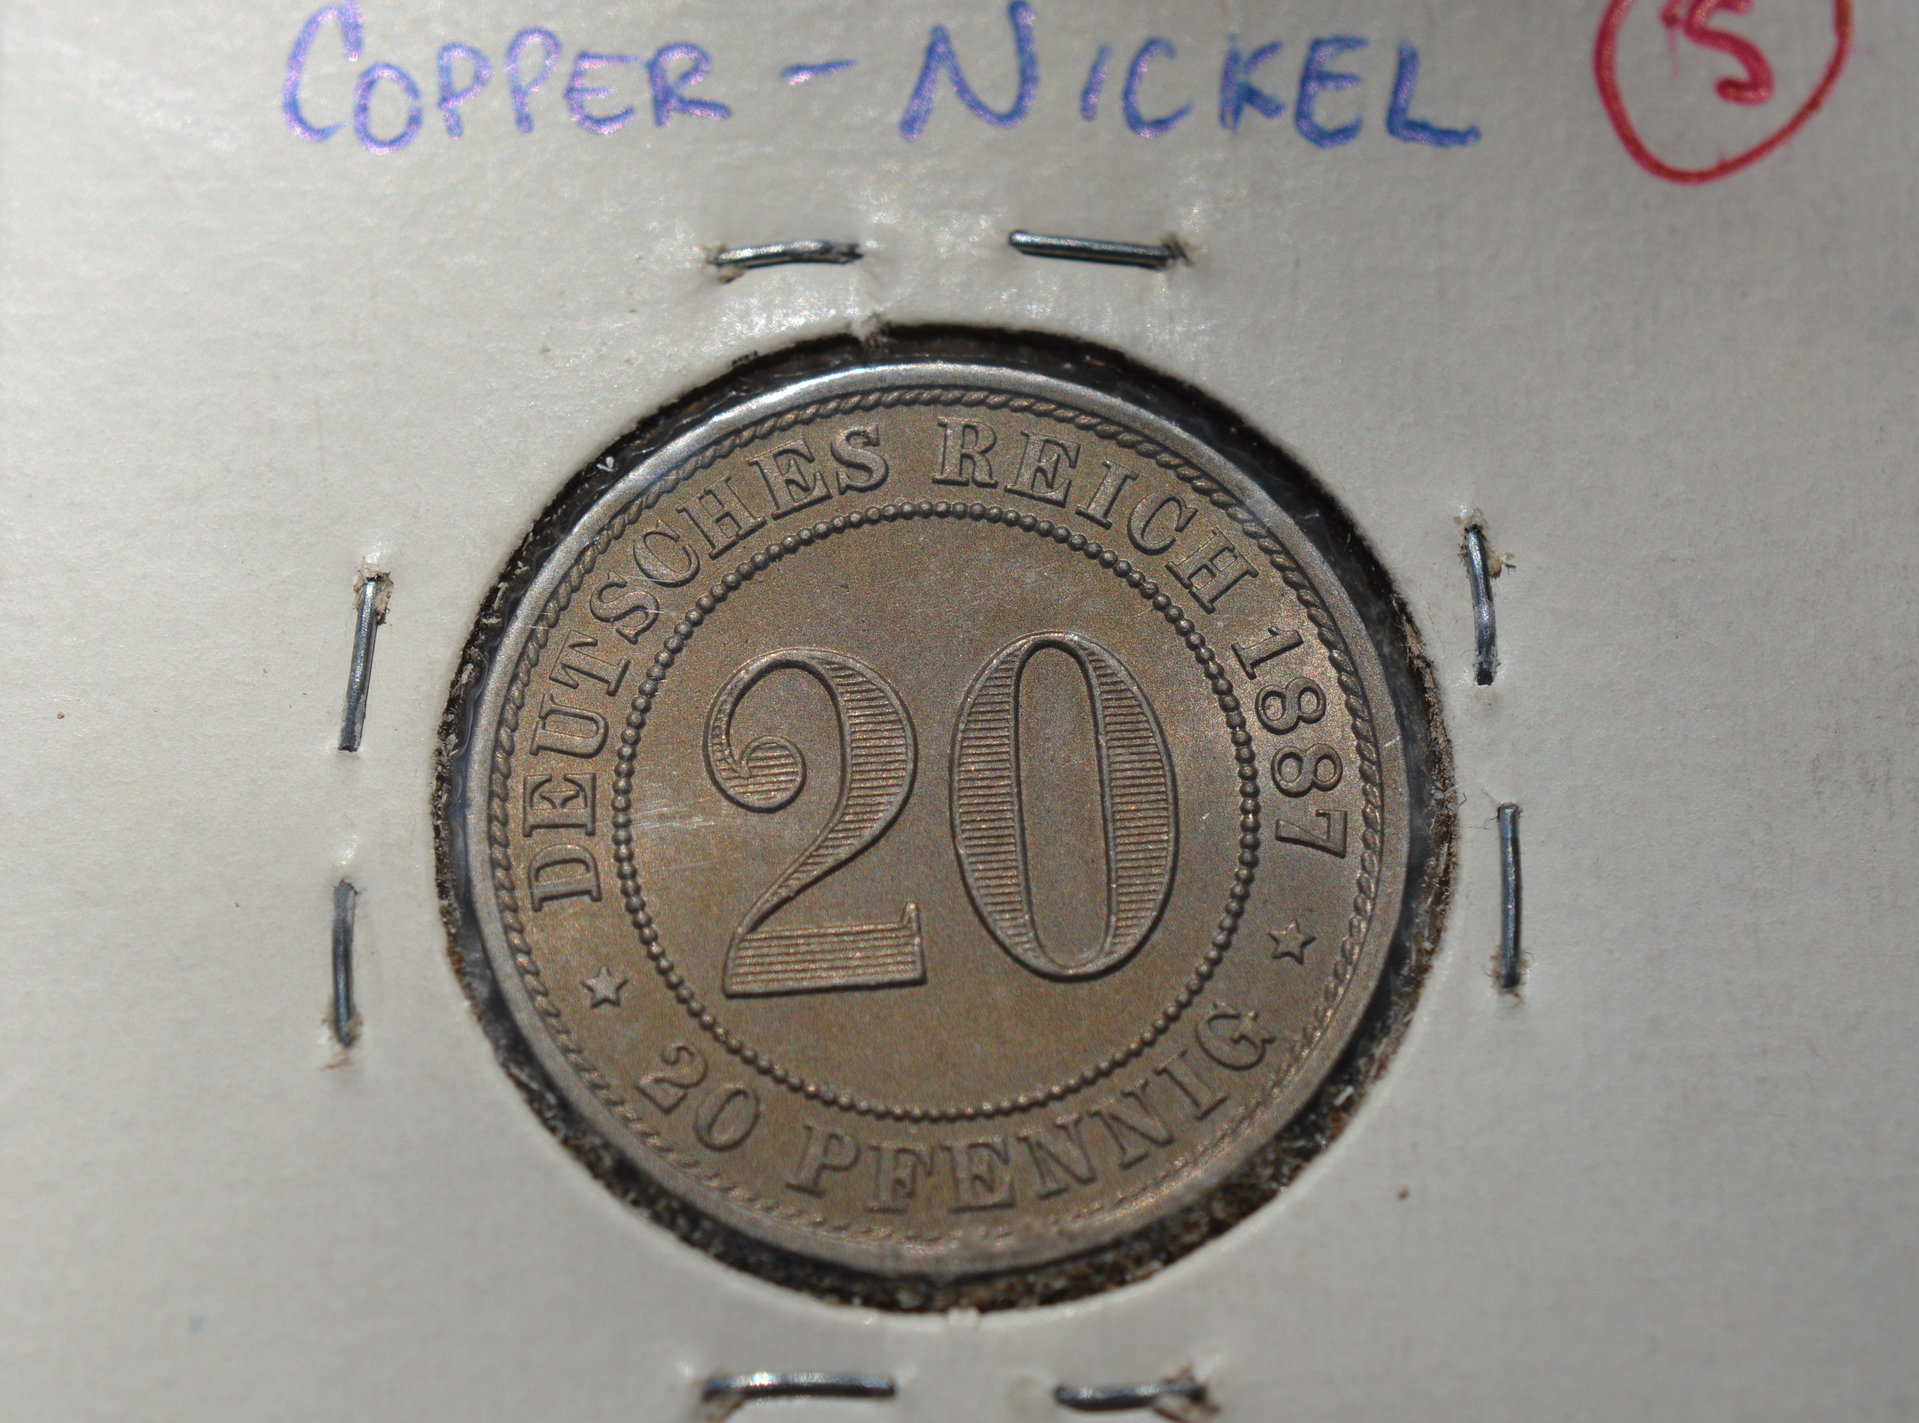 COPPER - NICKEL
5
DEUTSCHES REICH 1887
20
20 PFENNIG